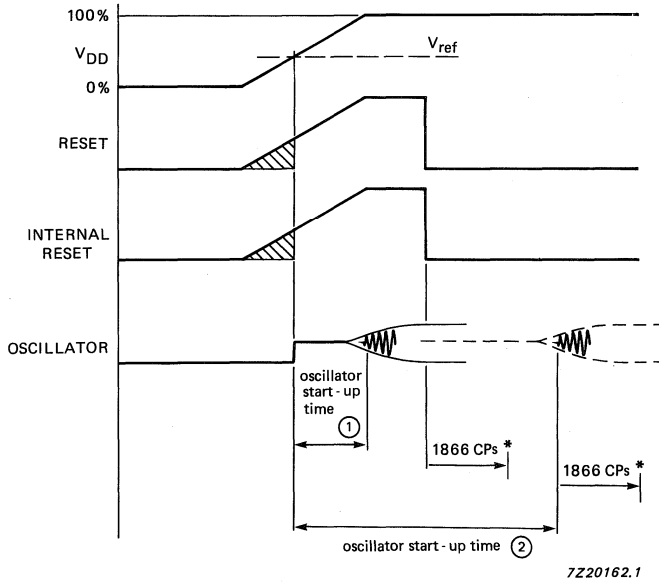 100%
V_DD
V_ref
0%
RESET
INTERNAL
RESET
OSCILLATOR
oscillator
start-up
time
①
1866 CPs *
1866 CPs *
oscillator start-up time ②
7Z20162.1